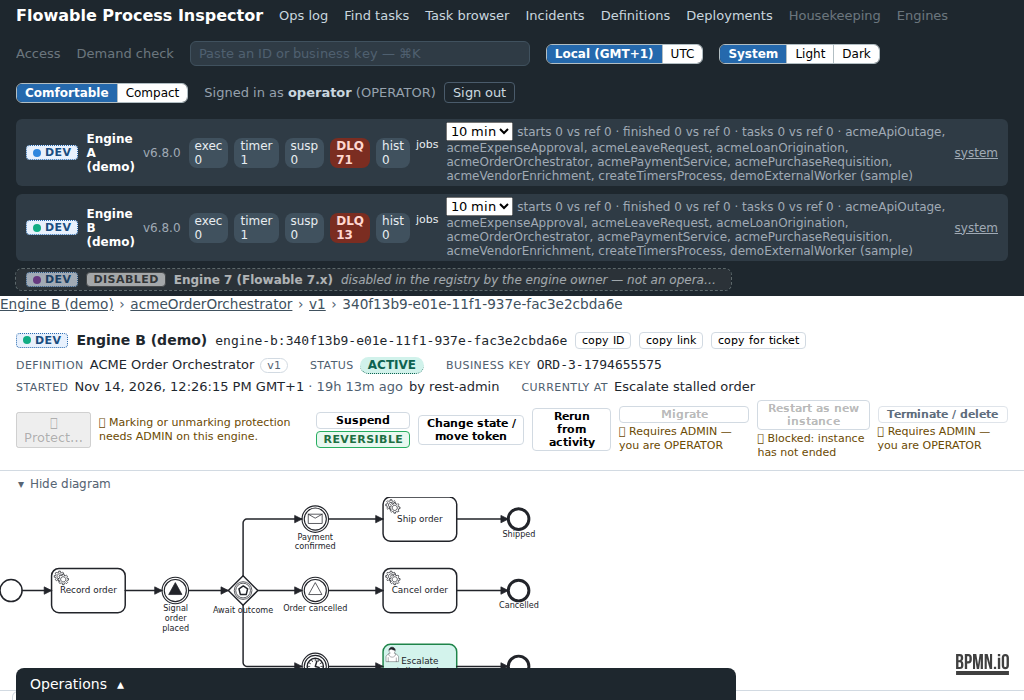 Flowable Process Inspector Ops log Find tasks Task browser Incidents Definitions Deployments Housekeeping Engines
Access Demand check Paste an ID or business key — ⌘K Local (GMT+1) UTC System Light Dark
Comfortable Compact Signed in as operator (OPERATOR) Sign out
DEV Engine A (demo) v6.8.0 exec 0 timer 1 susp 0 DLQ 71 hist 0 jobs 10 min starts 0 vs ref 0 · finished 0 vs ref 0 · tasks 0 vs ref 0 · acmeApiOutage,
acmeExpenseApproval, acmeLeaveRequest, acmeLoanOrigination,
acmeOrderOrchestrator, acmePaymentService, acmePurchaseRequisition,
acmeVendorEnrichment, createTimersProcess, demoExternalWorker (sample)
system
DEV Engine B (demo) v6.8.0 exec 0 timer 1 susp 0 DLQ 13 hist 0 jobs 10 min starts 0 vs ref 0 · finished 0 vs ref 0 · tasks 0 vs ref 0 · acmeApiOutage,
acmeExpenseApproval, acmeLeaveRequest, acmeLoanOrigination,
acmeOrderOrchestrator, acmePaymentService, acmePurchaseRequisition,
acmeVendorEnrichment, createTimersProcess, demoExternalWorker (sample)
system
DEV DISABLED Engine 7 (Flowable 7.x) disabled in the registry by the engine owner — not an opera…
Engine B (demo) › acmeOrderOrchestrator › v1 › 340f13b9-e01e-11f1-937e-fac3e2cbda6e
DEV Engine B (demo) engine-b:340f13b9-e01e-11f1-937e-fac3e2cbda6e copy ID copy link copy for ticket
DEFINITION ACME Order Orchestrator v1 STATUS ACTIVE BUSINESS KEY ORD-3-1794655575
STARTED Nov 14, 2026, 12:26:15 PM GMT+1 · 19h 13m ago by rest-admin CURRENTLY AT Escalate stalled order
Protect…
Marking or unmarking protection
needs ADMIN on this engine.
Suspend
REVERSIBLE
Change state /
move token
Rerun
from
activity
Migrate
Requires ADMIN —
you are OPERATOR
Restart as new
instance
Blocked: instance
has not ended
Terminate / delete
Requires ADMIN —
you are OPERATOR
▾ Hide diagram
Ship order
Payment
confirmed
Shipped
Record order
Signal
order
placed
Await outcome
Order cancelled
Cancel order
Cancelled
Escalate
BPMN.iO
Operations ▲